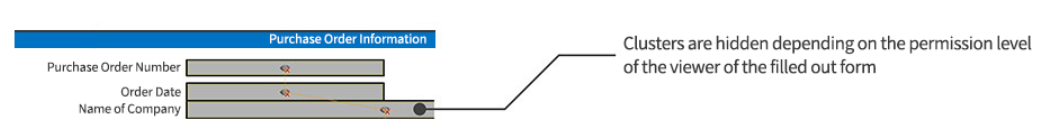 Purchase Order Information
Purchase Order Number
Order Date
Name of Company
Clusters are hidden depending on the permission level
of the viewer of the filled out form